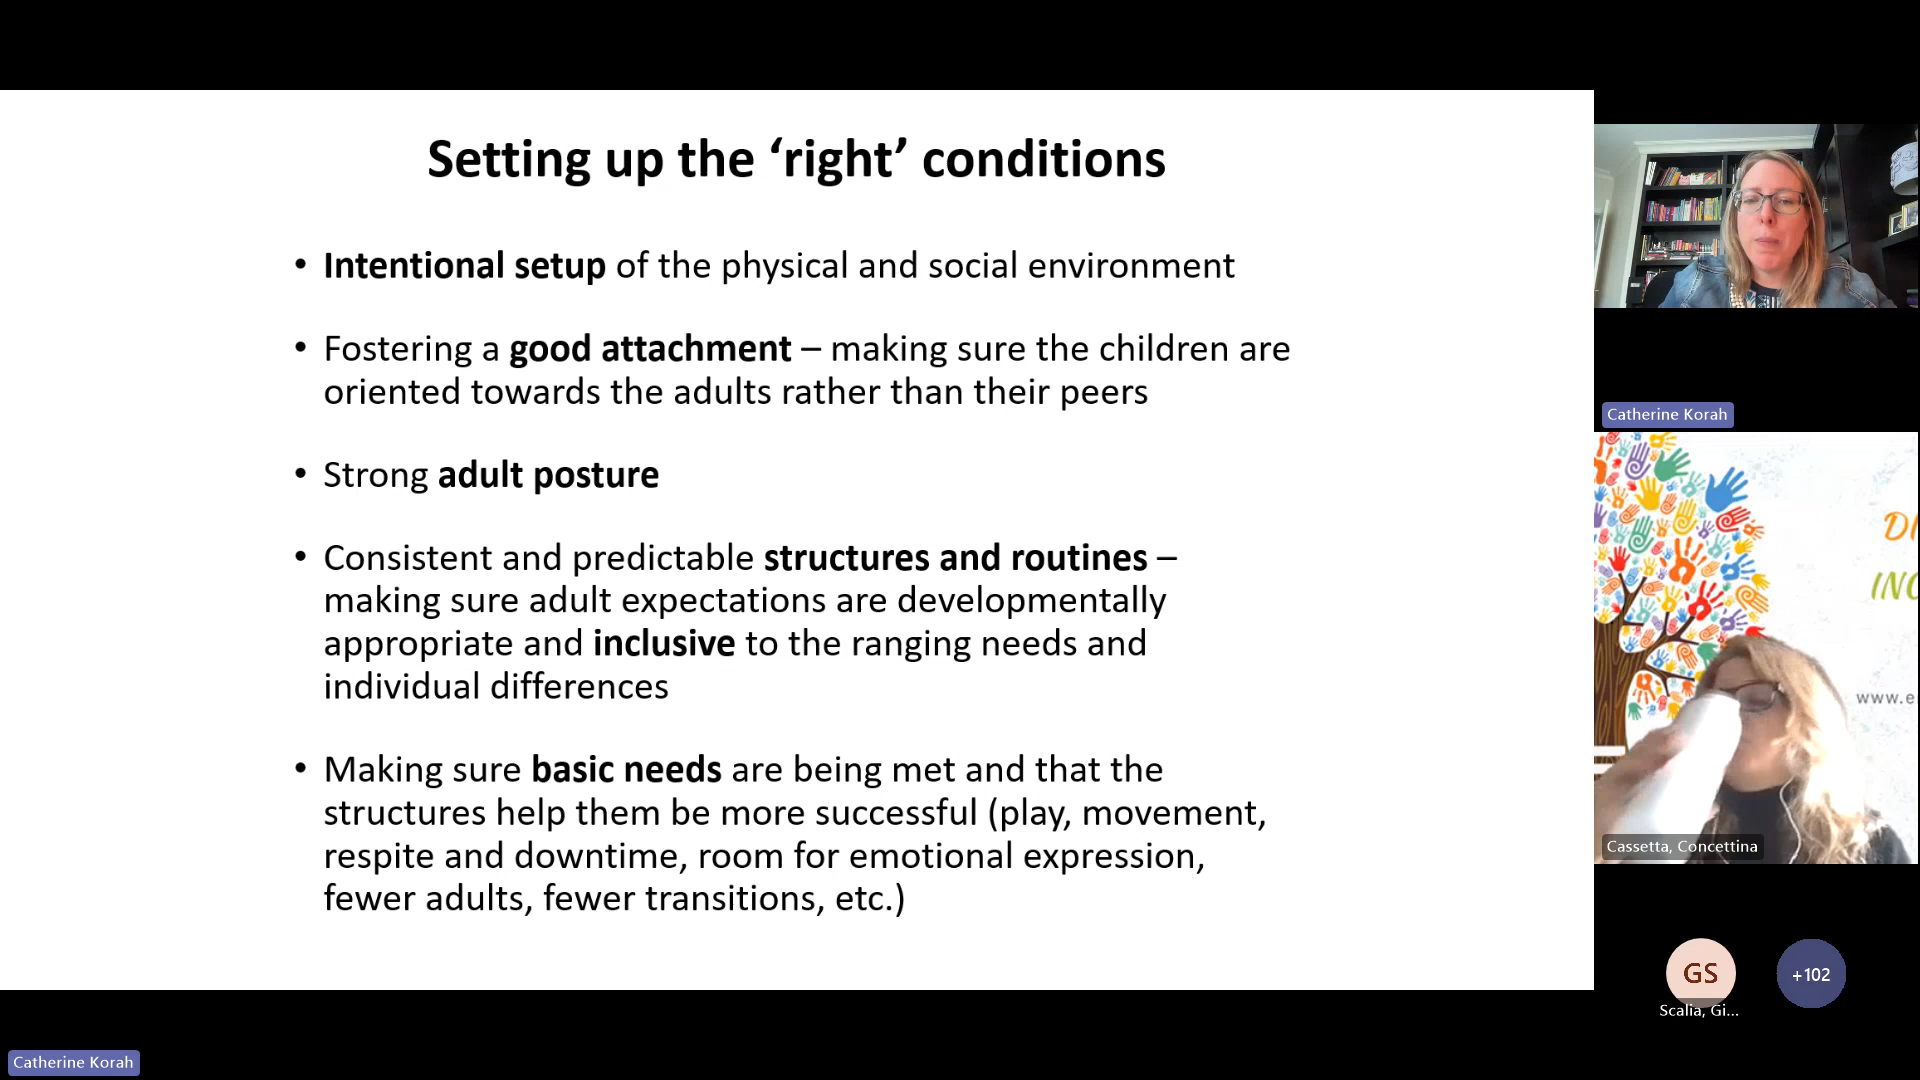 Setting up the ‘right’ conditions
• Intentional setup of the physical and social environment
• Fostering a good attachment – making sure the children are
oriented towards the adults rather than their peers
• Strong adult posture
• Consistent and predictable structures and routines –
making sure adult expectations are developmentally
appropriate and inclusive to the ranging needs and
individual differences
• Making sure basic needs are being met and that the
structures help them be more successful (play, movement,
respite and downtime, room for emotional expression,
fewer adults, fewer transitions, etc.)
Catherine Korah
www.e
Cassetta, Concettina
GS
+102
Scalia, Gi...
Catherine Korah